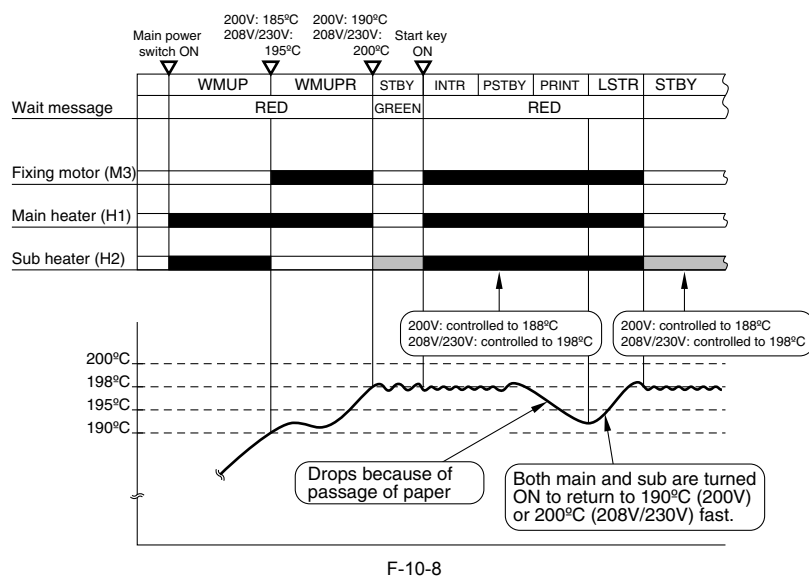 200V: 185ºC
208V/230V:
195ºC
200V: 190ºC
208V/230V:
200ºC
Main power
switch ON
Start key
ON
WMUP WMUPR STBY INTR PSTBY PRINT LSTR STBY
Wait message RED GREEN RED
Fixing motor (M3)
Main heater (H1)
Sub heater (H2)
200V: controlled to 188ºC
208V/230V: controlled to 198ºC
200V: controlled to 188ºC
208V/230V: controlled to 198ºC
200ºC
198ºC
195ºC
190ºC
Drops because of
passage of paper
Both main and sub are turned
ON to return to 190ºC (200V)
or 200ºC (208V/230V) fast.
F-10-8